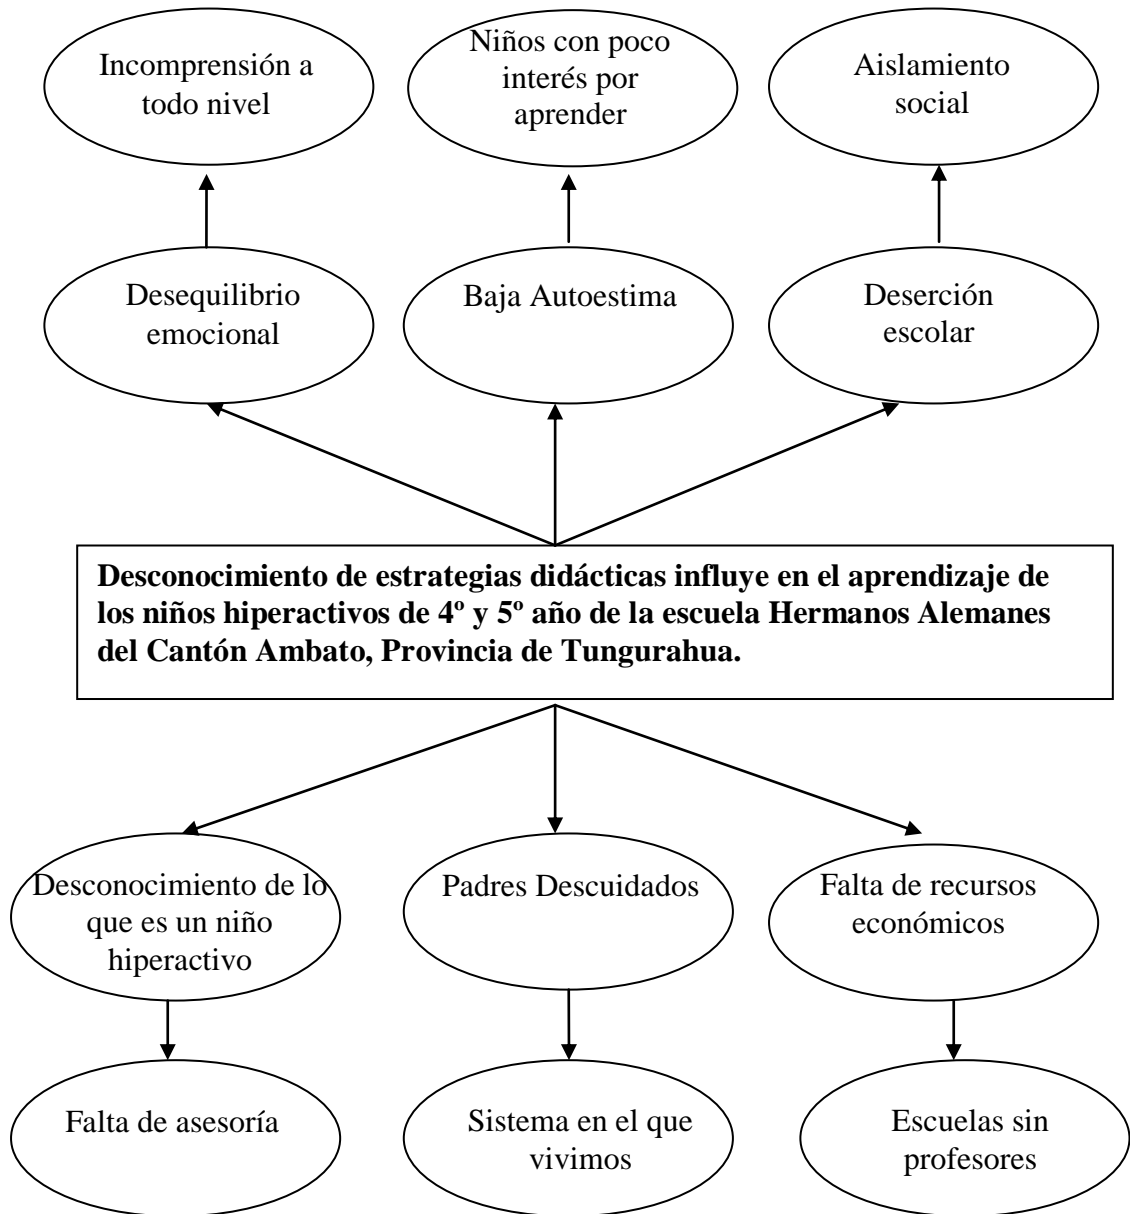 Incomprensión a
todo nivel
Niños con poco
interés por
aprender
Aislamiento
social
Desequilibrio
emocional
Baja Autoestima
Deserción
escolar
Desconocimiento de estrategias didácticas influye en el aprendizaje de
los niños hiperactivos de 4º y 5º año de la escuela Hermanos Alemanes
del Cantón Ambato, Provincia de Tungurahua.
Desconocimiento de lo
que es un niño
hiperactivo
Padres Descuidados
Falta de recursos
económicos
Falta de asesoría
Sistema en el que
vivimos
Escuelas sin
profesores